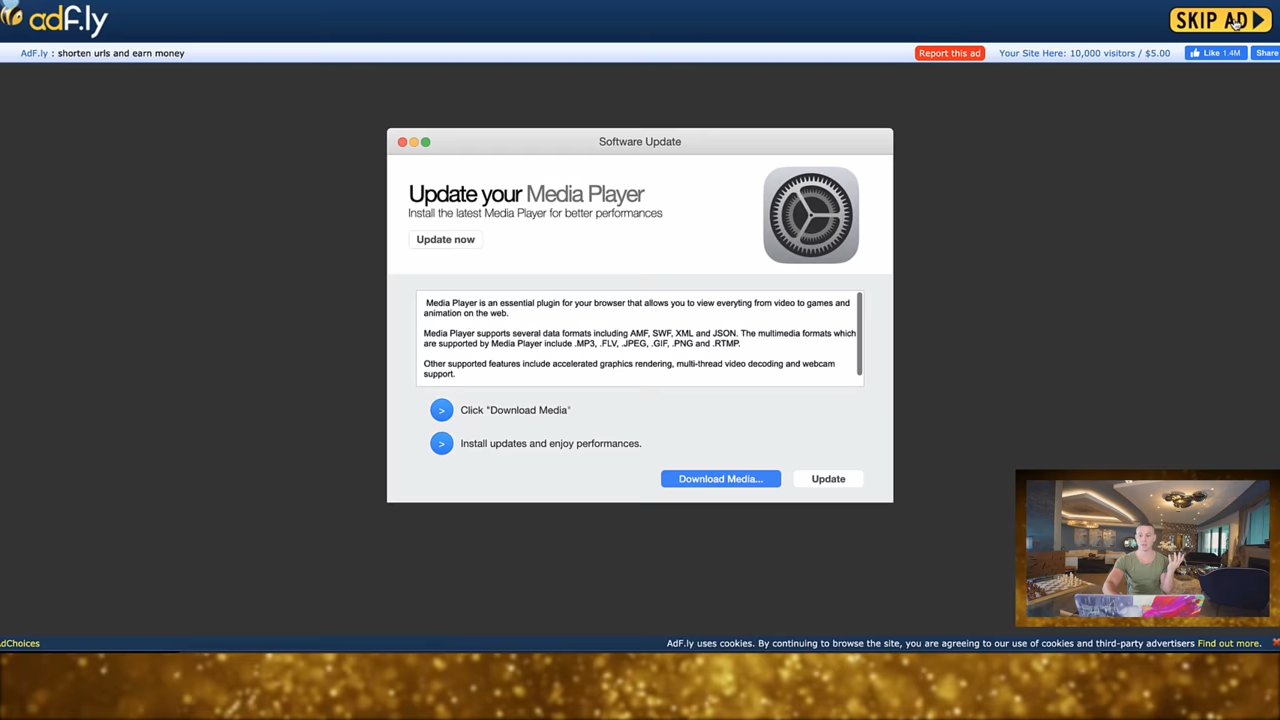 adf.ly
SKIP AD
AdF.ly : shorten urls and earn money
Report this ad
Your Site Here: 10,000 visitors / $5.00
Like 1.4M
Share
Software Update
Update your Media Player
Install the latest Media Player for better performances
Update now
Media Player is an essential plugin for your browser that allows you to view everyting from video to games and
animation on the web.
Media Player supports several data formats including AMF, SWF, XML and JSON. The multimedia formats which
are supported by Media Player include .MP3, .FLV, .JPEG, .GIF, .PNG and .RTMP.
Other supported features include accelerated graphics rendering, multi-thread video decoding and webcam
support.
> Click "Download Media"
> Install updates and enjoy performances.
Download Media...
Update
dChoices
AdF.ly uses cookies. By continuing to browse the site, you are agreeing to our use of cookies and third-party advertisers Find out more.